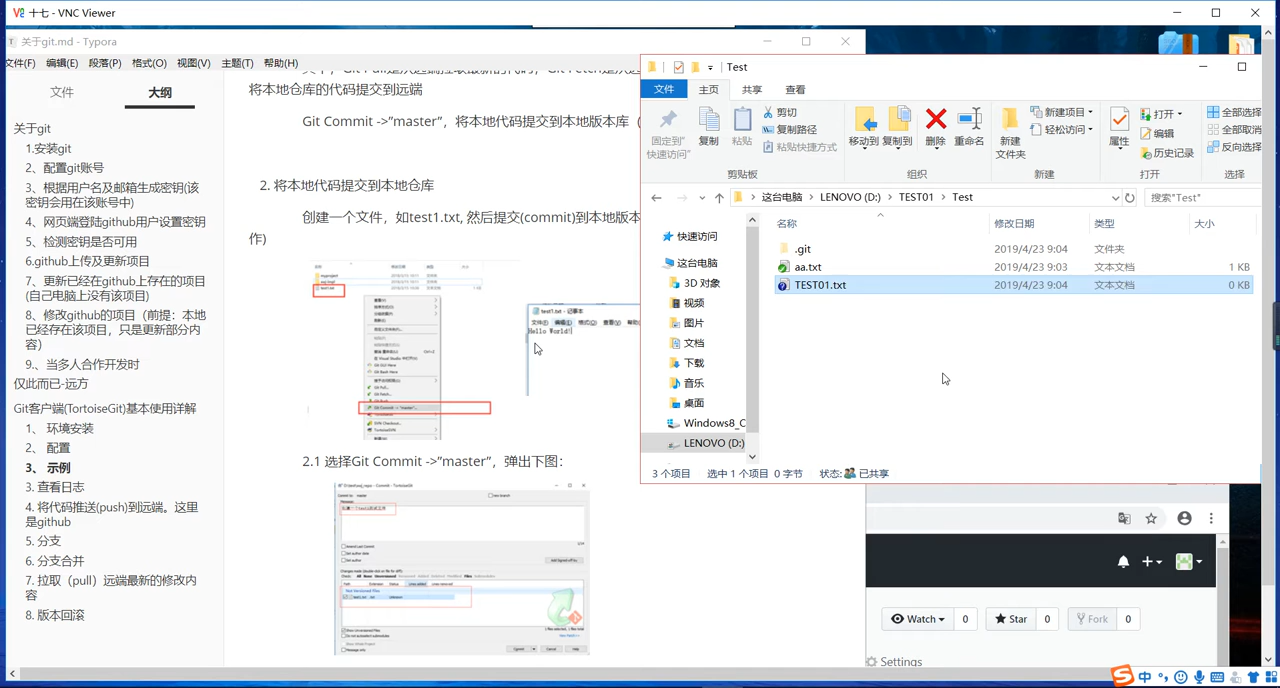 十七 - VNC Viewer
关于git.md - Typora
文件(F) 编辑(E) 段落(P) 格式(O) 视图(V) 主题(T) 帮助(H)
文件 大纲
关于git
1.安装git
2、配置git账号
3、根据用户名及邮箱生成密钥(该
密钥会用在该账号中)
4、网页端登陆github用户设置密钥
5、检测密钥是否可用
6.github上传及更新项目
7、更新已经在github上存在的项目
(自己电脑上没有该项目)
8、修改github的项目（前提：本地
已经存在该项目，只是更新部分内
容）
9.、当多人合作开发时
仅此而已-远方
Git客户端(TortoiseGit)基本使用详解
1、 环境安装
2、 配置
3、 示例
3. 查看日志
4. 将代码推送(push)到远端。这里
是github
5. 分支
6. 分支合并
7. 拉取（pull）远端最新的修改内
容
8. 版本回滚
将本地仓库的代码提交到远端
Git Commit ->”master”，将本地代码提交到本地版本库（
2. 将本地代码提交到本地仓库
创建一个文件，如test1.txt, 然后提交(commit)到本地版本
作)
test1.txt - 记事本
Hello World!
Git Commit -> "master"...
2.1 选择Git Commit ->”master”，弹出下图：
Test
文件 主页 共享 查看
固定到"
快速访问"
复制
粘贴
剪切
复制路径
粘贴快捷方式
剪贴板
移动到 复制到 删除 重命名
组织
新建
文件夹
新建项目
轻松访问
新建
属性
打开
编辑
历史记录
打开
全部选择
全部取消
反向选择
选择
这台电脑 > LENOVO (D:) > TEST01 > Test
搜索"Test"
名称 修改日期 类型 大小
.git 2019/4/23 9:04 文件夹
aa.txt 2019/4/23 9:03 文本文档 1 KB
TEST01.txt 2019/4/23 9:04 文本文档 0 KB
快速访问
这台电脑
3D 对象
视频
图片
文档
下载
音乐
桌面
Windows8_C
LENOVO (D:)
3 个项目 选中 1 个项目 0 字节 状态: 已共享
Watch 0 Star 0 Fork 0
Settings
中